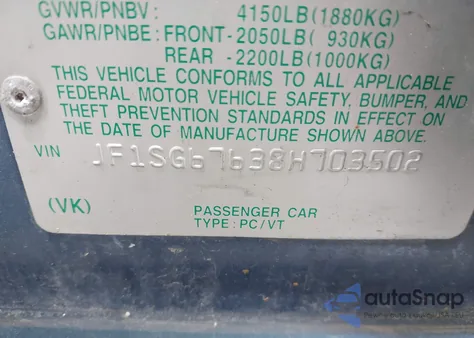 GVWR/PNBV : 4150LB(1880KG)
GAWR/PNBE : FRONT-2050LB( 930KG)
REAR -2200LB(1000KG)
THIS VEHICLE CONFORMS TO ALL APPLICABLE
FEDERAL MOTOR VEHICLE SAFETY, BUMPER, AND
THEFT PREVENTION STANDARDS IN EFFECT ON
THE DATE OF MANUFACTURE SHOWN ABOVE.
VIN JF1SG67638H703502
(VK) PASSENGER CAR
TYPE: PC/VT
autoSnap